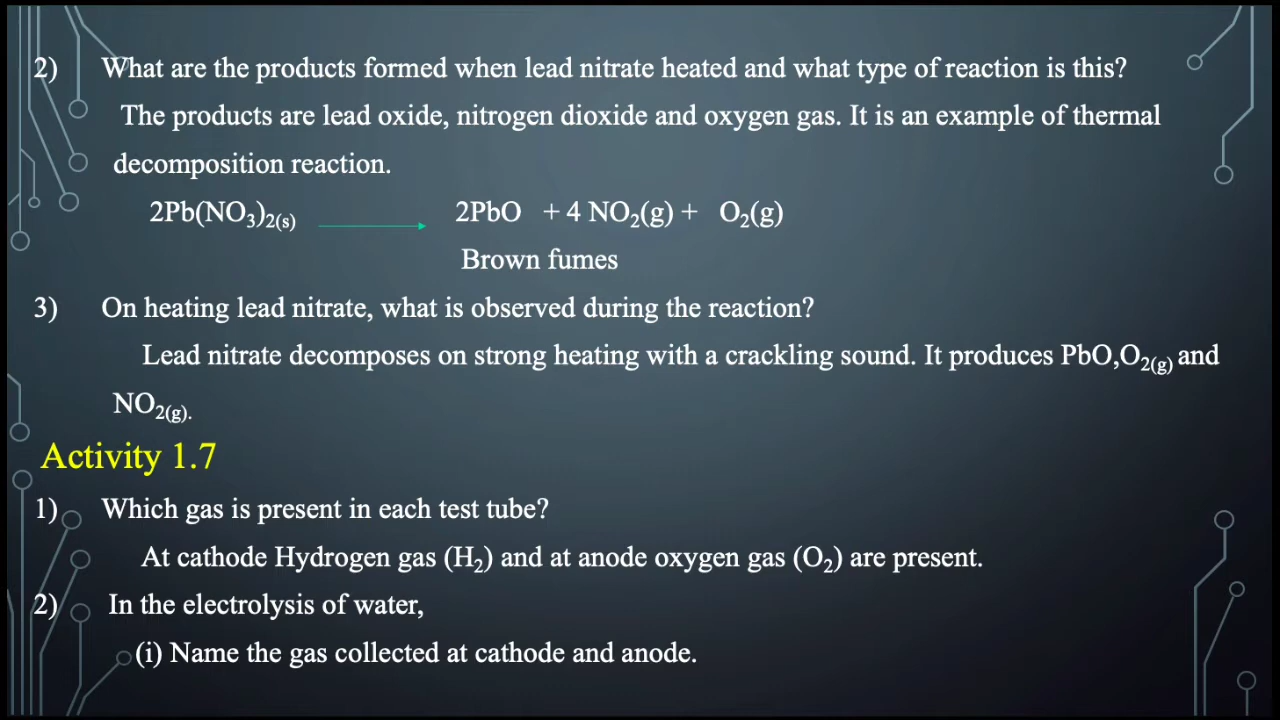 2) What are the products formed when lead nitrate heated and what type of reaction is this?
The products are lead oxide, nitrogen dioxide and oxygen gas. It is an example of thermal
decomposition reaction.
2Pb(NO₃)₂₍ₛ₎ ⟶ 2PbO + 4 NO₂(g) + O₂(g)
Brown fumes
3) On heating lead nitrate, what is observed during the reaction?
Lead nitrate decomposes on strong heating with a crackling sound. It produces PbO,O2(g) and
NO2(g).
Activity 1.7
1) Which gas is present in each test tube?
At cathode Hydrogen gas (H₂) and at anode oxygen gas (O₂) are present.
2) In the electrolysis of water,
(i) Name the gas collected at cathode and anode.